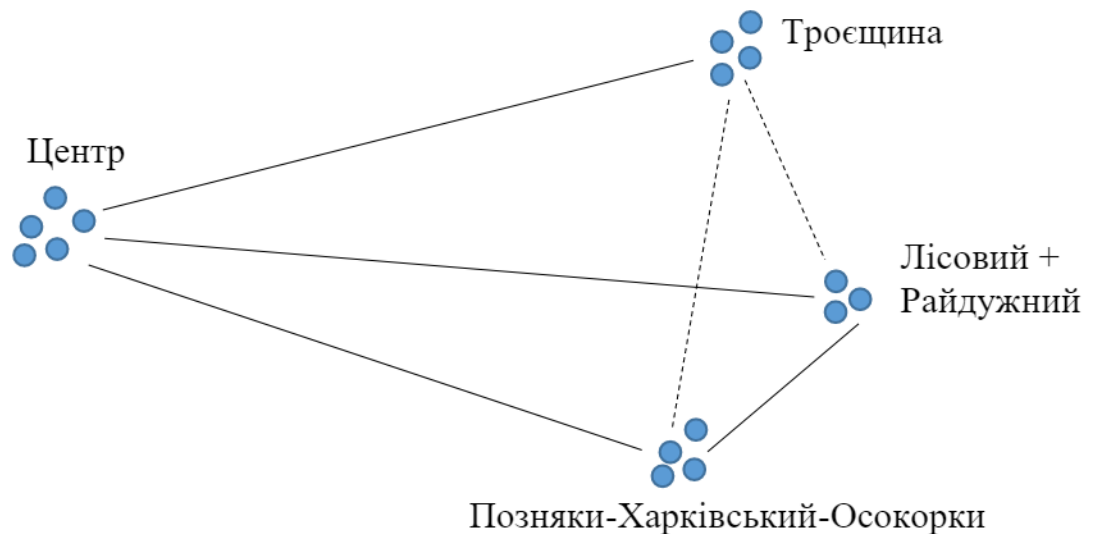 Троєщина
Центр
Лісовий +
Райдужний
Позняки-Харківський-Осокорки